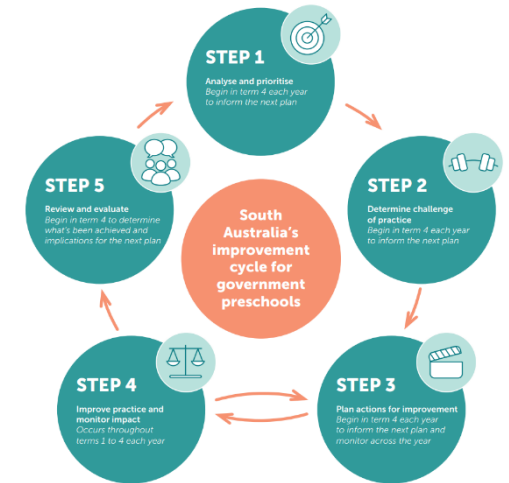 STEP 1
Analyse and prioritise
Begin in term 4 each year
to inform the next plan
STEP 2
Determine challenge
of practice
Begin in term 4 each year
to inform the next plan
STEP 3
Plan actions for improvement
Begin in term 4 each year
to inform the next plan and
monitor across the year
STEP 4
Improve practice and
monitor impact
Occurs throughout
terms 1 to 4 each year
STEP 5
Review and evaluate
Begin in term 4 to determine
what's been achieved and
implications for the next plan
South
Australia's
improvement
cycle for
government
preschools